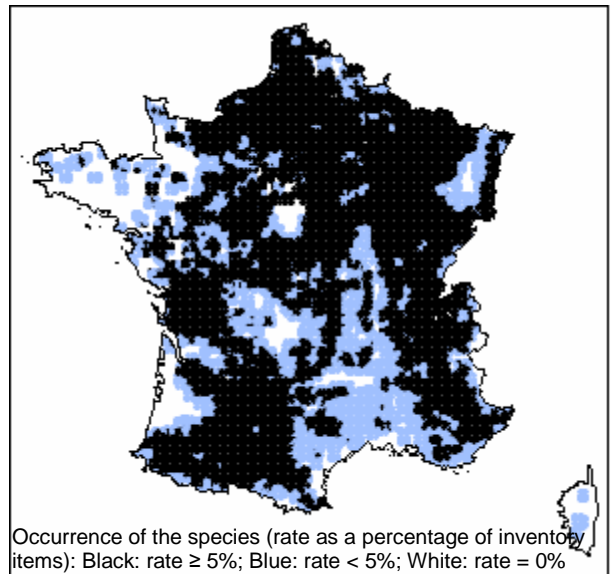 Occurrence of the species (rate as a percentage of inventory
items): Black: rate ≥ 5%; Blue: rate < 5%; White: rate = 0%